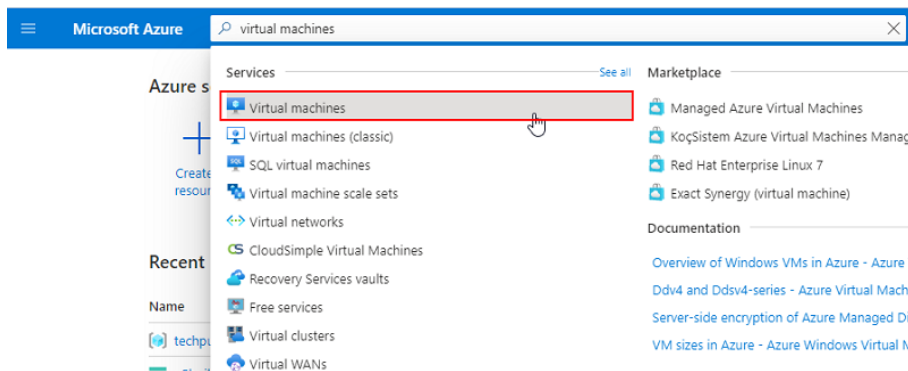 Microsoft Azure
virtual machines
Azure s
Create
resour
Recent
Name
techpu
Services
See all
Virtual machines
Virtual machines (classic)
SQL virtual machines
Virtual machine scale sets
Virtual networks
CS CloudSimple Virtual Machines
Recovery Services vaults
Free services
Virtual clusters
Virtual WANs
Marketplace
Managed Azure Virtual Machines
KoçSistem Azure Virtual Machines Manag
Red Hat Enterprise Linux 7
Exact Synergy (virtual machine)
Documentation
Overview of Windows VMs in Azure - Azure
Ddv4 and Ddsv4-series - Azure Virtual Mach
Server-side encryption of Azure Managed Di
VM sizes in Azure - Azure Windows Virtual M